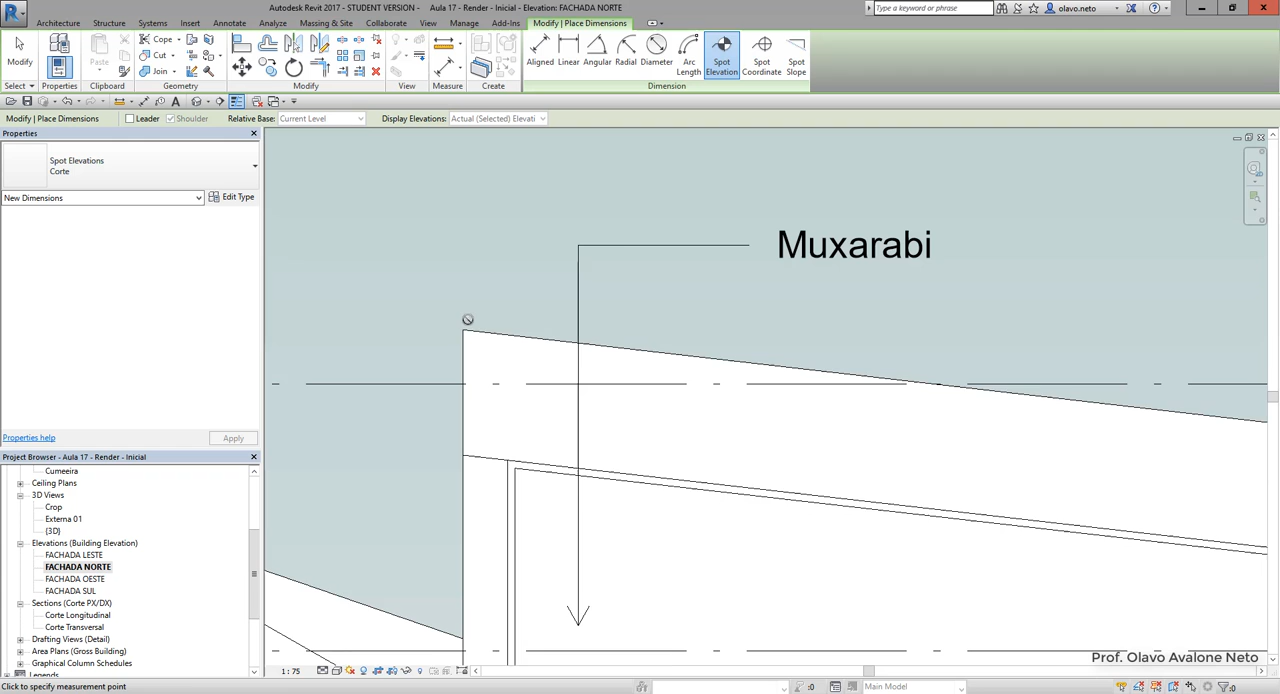 Autodesk Revit 2017 - STUDENT VERSION - Aula 17 - Render - Inicial - Elevation: FACHADA NORTE
Type a keyword or phrase
olavo.neto
Architecture Structure Systems Insert Annotate Analyze Massing & Site Collaborate View Manage Add-Ins Modify | Place Dimensions
Modify
Paste
Cope
Cut
Join
Aligned Linear Angular Radial Diameter Arc Length Spot Elevation Spot Coordinate Spot Slope
Select Properties Clipboard Geometry Modify View Measure Create Dimension
Modify | Place Dimensions Leader Shoulder Relative Base: Current Level Display Elevations: Actual (Selected) Elevati
Properties
Spot Elevations
Corte
New Dimensions Edit Type
Properties help Apply
Project Browser - Aula 17 - Render - Inicial
Cumeeira
Ceiling Plans
3D Views
Crop
Externa 01
{3D}
Elevations (Building Elevation)
FACHADA LESTE
FACHADA NORTE
FACHADA OESTE
FACHADA SUL
Sections (Corte PX/DX)
Corte Longitudinal
Corte Transversal
Drafting Views (Detail)
Area Plans (Gross Building)
Graphical Column Schedules
Legends
Muxarabi
Prof. Olavo Avalone Neto
1 : 75
Click to specify measurement point
:0
Main Model
:0